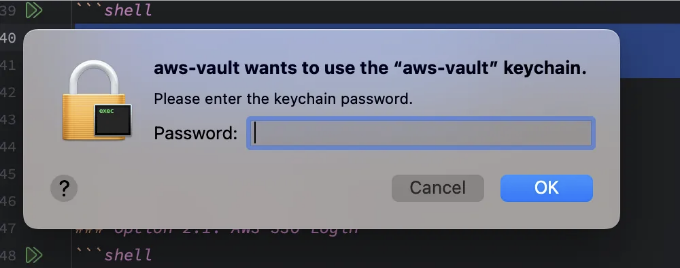 39 ```shell
40
aws-vault wants to use the “aws-vault” keychain.
41
Please enter the keychain password.
42
43
Password:
44
45
? Cancel OK
46
47 ### Option 2.1: AWS SSO Login
48 ```shell
exec